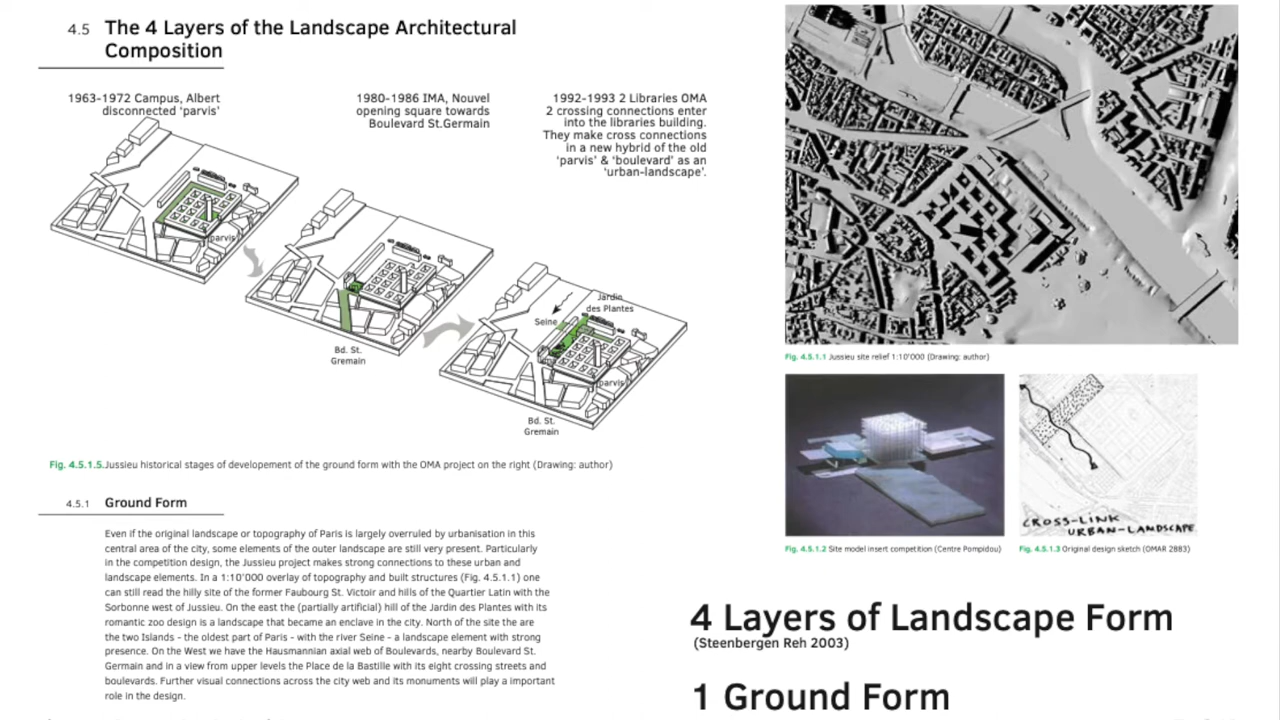 4.5 The 4 Layers of the Landscape Architectural
Composition
1963-1972 Campus, Albert
disconnected 'parvis'
1980-1986 IMA, Nouvel
opening square towards
Boulevard St.Germain
1992-1993 2 Libraries OMA
2 crossing connections enter
into the libraries building.
They make cross connections
in a new hybrid of the old
'parvis' & 'boulevard' as an
'urban-landscape'.
parvis
Bd. St.
Gremain
Jardin
des Plantes
Seine
parvis
Bd. St.
Gremain
Fig. 4.5.1.5.Jussieu historical stages of developement of the ground form with the OMA project on the right (Drawing: author)
4.5.1 Ground Form
Even if the original landscape or topography of Paris is largely overruled by urbanisation in this
central area of the city, some elements of the outer landscape are still very present. Particularly
in the competition design, the Jussieu project makes strong connections to these urban and
landscape elements. In a 1:10'000 overlay of topography and built structures (Fig. 4.5.1.1) one
can still read the hilly site of the former Faubourg St. Victoir and hills of the Quartier Latin with the
Sorbonne west of Jussieu. On the east the (partially artificial) hill of the Jardin des Plantes with its
romantic zoo design is a landscape that became an enclave in the city. North of the site the are
the two Islands - the oldest part of Paris - with the river Seine - a landscape element with strong
presence. On the West we have the Hausmannian axial web of Boulevards, nearby Boulevard St.
Germain and in a view from upper levels the Place de la Bastille with its eight crossing streets and
boulevards. Further visual connections across the city web and its monuments will play a important
role in the design.
Fig. 4.5.1.1 Jussieu site relief 1:10'000 (Drawing: author)
CROSS-LINK
URBAN-LANDSCAPE
Fig. 4.5.1.2 Site model insert competition (Centre Pompidou)
Fig. 4.5.1.3 Original design sketch (OMAR 2883)
4 Layers of Landscape Form
(Steenbergen Reh 2003)
1 Ground Form